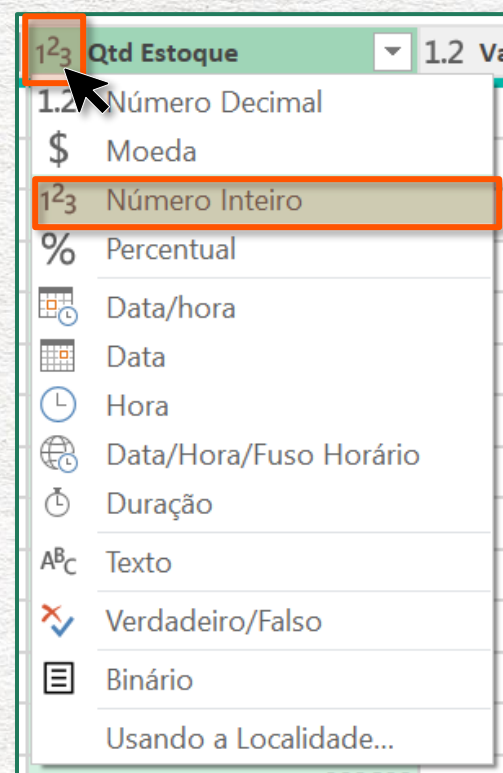 1²3 Qtd Estoque 1.2 Va
1.2 Número Decimal
$ Moeda
1²3 Número Inteiro
% Percentual
Data/hora
Data
Hora
Data/Hora/Fuso Horário
Duração
ABC Texto
Verdadeiro/Falso
Binário
Usando a Localidade...